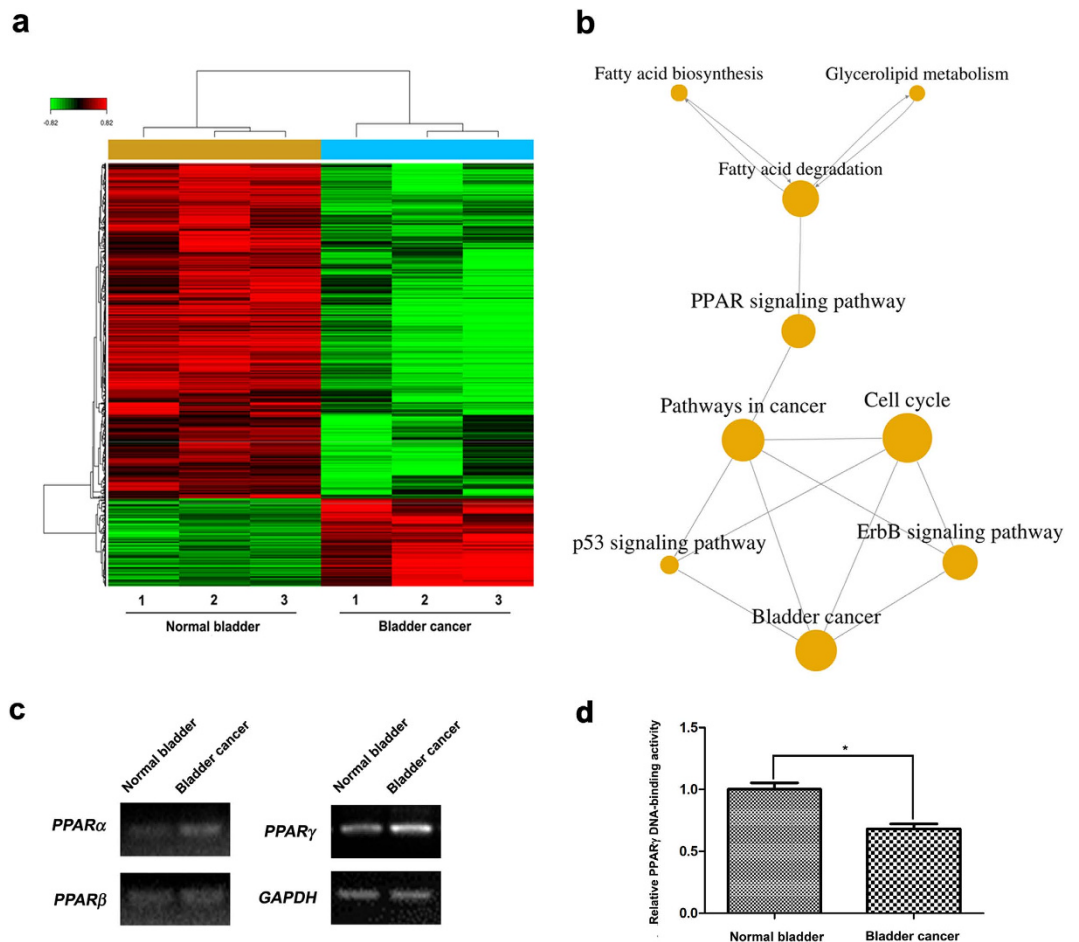 a
-0.82 0.82
1 2 3 1 2 3
Normal bladder Bladder cancer
b
Fatty acid biosynthesis Glycerolipid metabolism
Fatty acid degradation
PPAR signaling pathway
Pathways in cancer Cell cycle
p53 signaling pathway ErbB signaling pathway
Bladder cancer
c
Normal bladder
Bladder cancer
PPARα
PPARβ
Normal bladder
Bladder cancer
PPARγ
GAPDH
d
Relative PPARγ DNA-binding activity
1.5
1.0
0.5
0.0
*
Normal bladder Bladder cancer